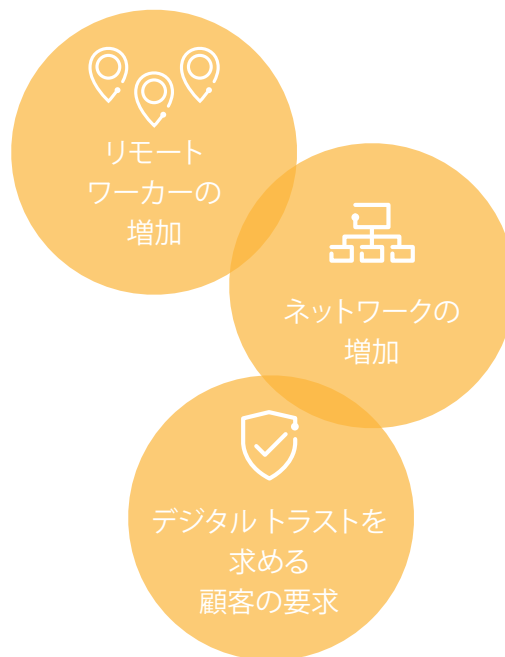 リモート
ワーカーの
増加
ネットワークの
増加
デジタル トラストを
求める
顧客の要求